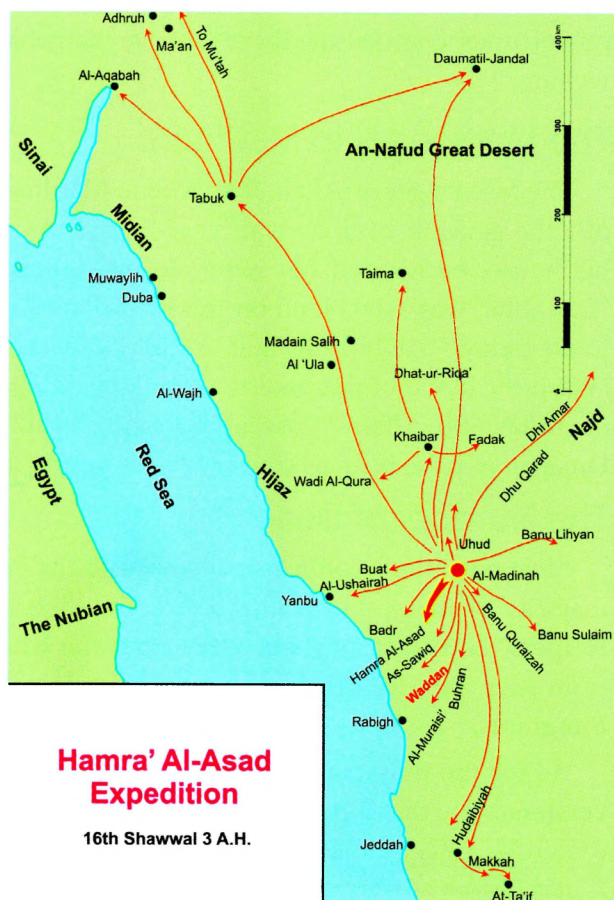 Adhruh
Ma'an
To Mu'tah
Al-Aqabah
Daumatil-Jandal
400 km
Sinai
An-Nafud Great Desert
300
Tabuk
200
Midian
Muwaylih
Duba
Taima
100
Madain Salih
Al 'Ula
Dhat-ur-Riqa'
Al-Wajh
Dhi Amar
Najd
Khaibar
Fadak
Red Sea
Hijaz
Wadi Al-Qura
Dhu Qarad
Egypt
Uhud
Banu Lihyan
Buat
Al-Madinah
Al-Ushairah
Yanbu
The Nubian
Badr
Banu Quraizah
Banu Sulaim
Hamra Al-Asad
As-Sawiq
Waddan
Buhran
Al-Muraisi'
Rabigh
Hamra' Al-Asad
Expedition
16th Shawwal 3 A.H.
Hudaibiyah
Jeddah
Makkah
At-Ta'if